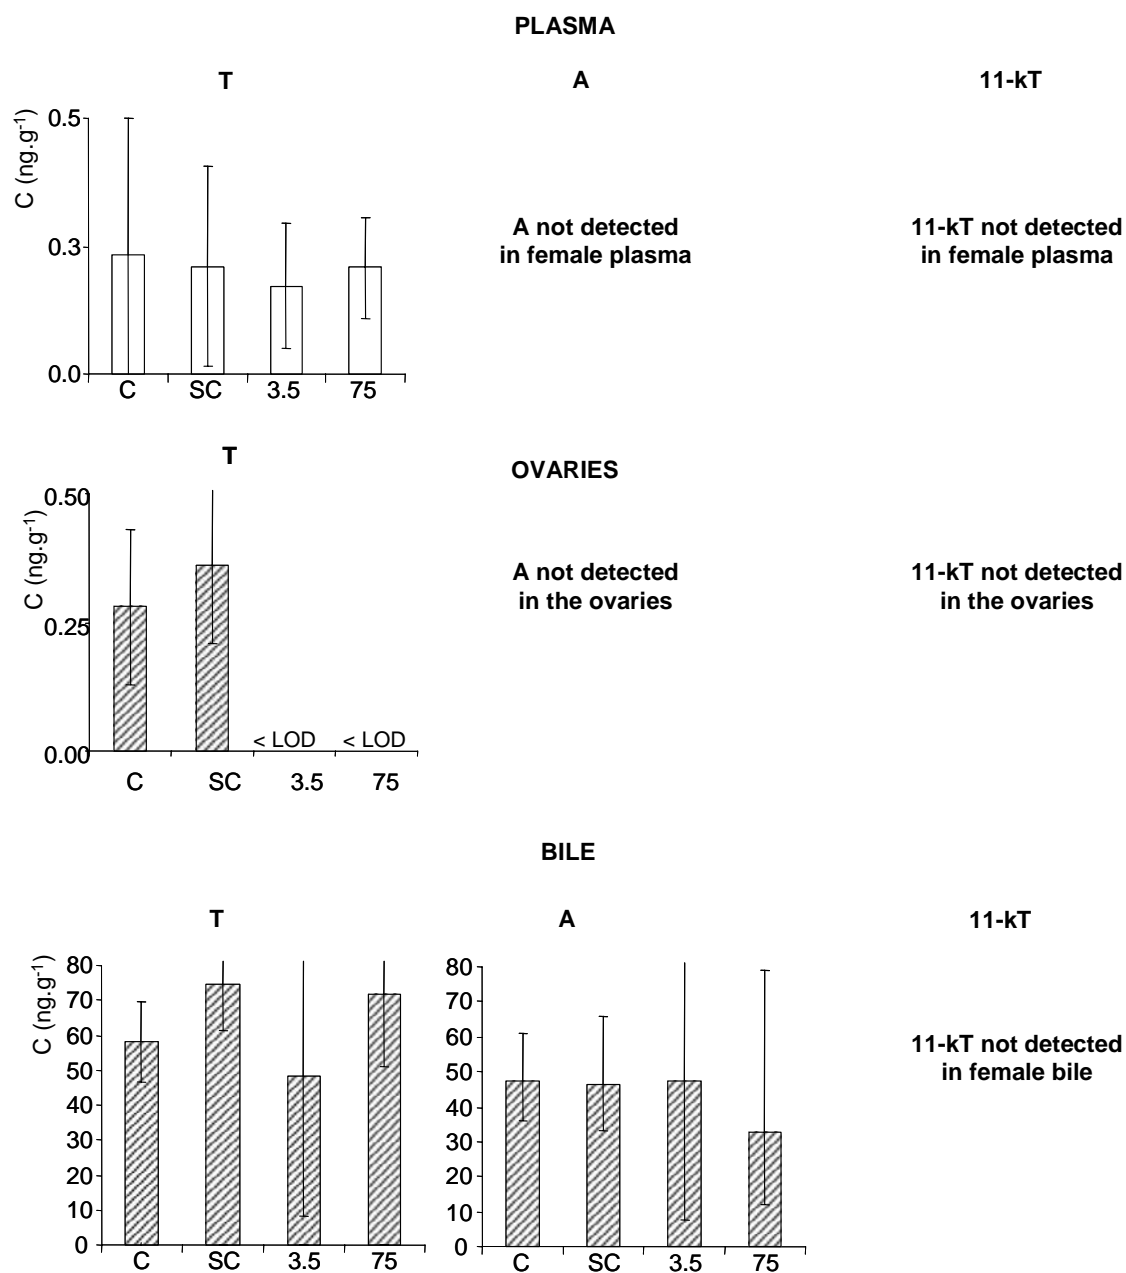 PLASMA
T A 11-kT
C (ng.g-1)
0.5
0.3
0.0
C SC 3.5 75
A not detected
in female plasma
11-kT not detected
in female plasma
T
OVARIES
C (ng.g-1)
0.50
0.25
0.00
< LOD < LOD
C SC 3.5 75
A not detected
in the ovaries
11-kT not detected
in the ovaries
BILE
T A 11-kT
C (ng.g-1)
80
70
60
50
40
30
20
10
0
C SC 3.5 75
80
70
60
50
40
30
20
10
0
C SC 3.5 75
11-kT not detected
in female bile